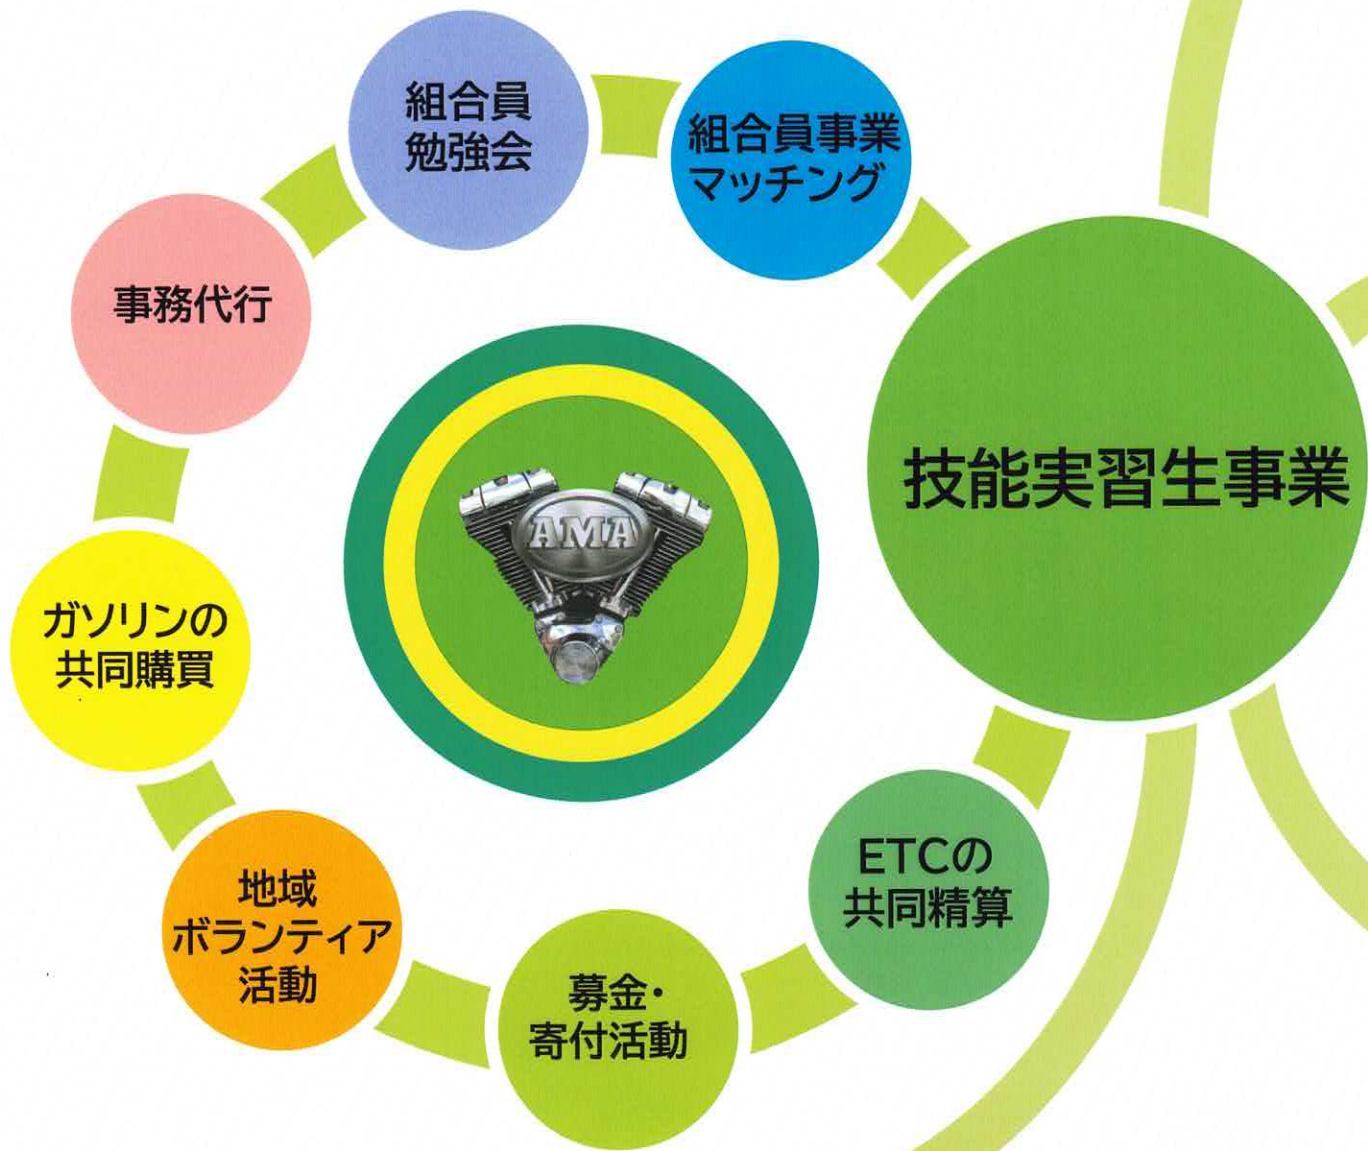 組合員
勉強会
組合員事業
マッチング
事務代行
技能実習生事業
AMA
ガソリンの
共同購買
ETCの
共同精算
地域
ボランティア
活動
募金・
寄付活動